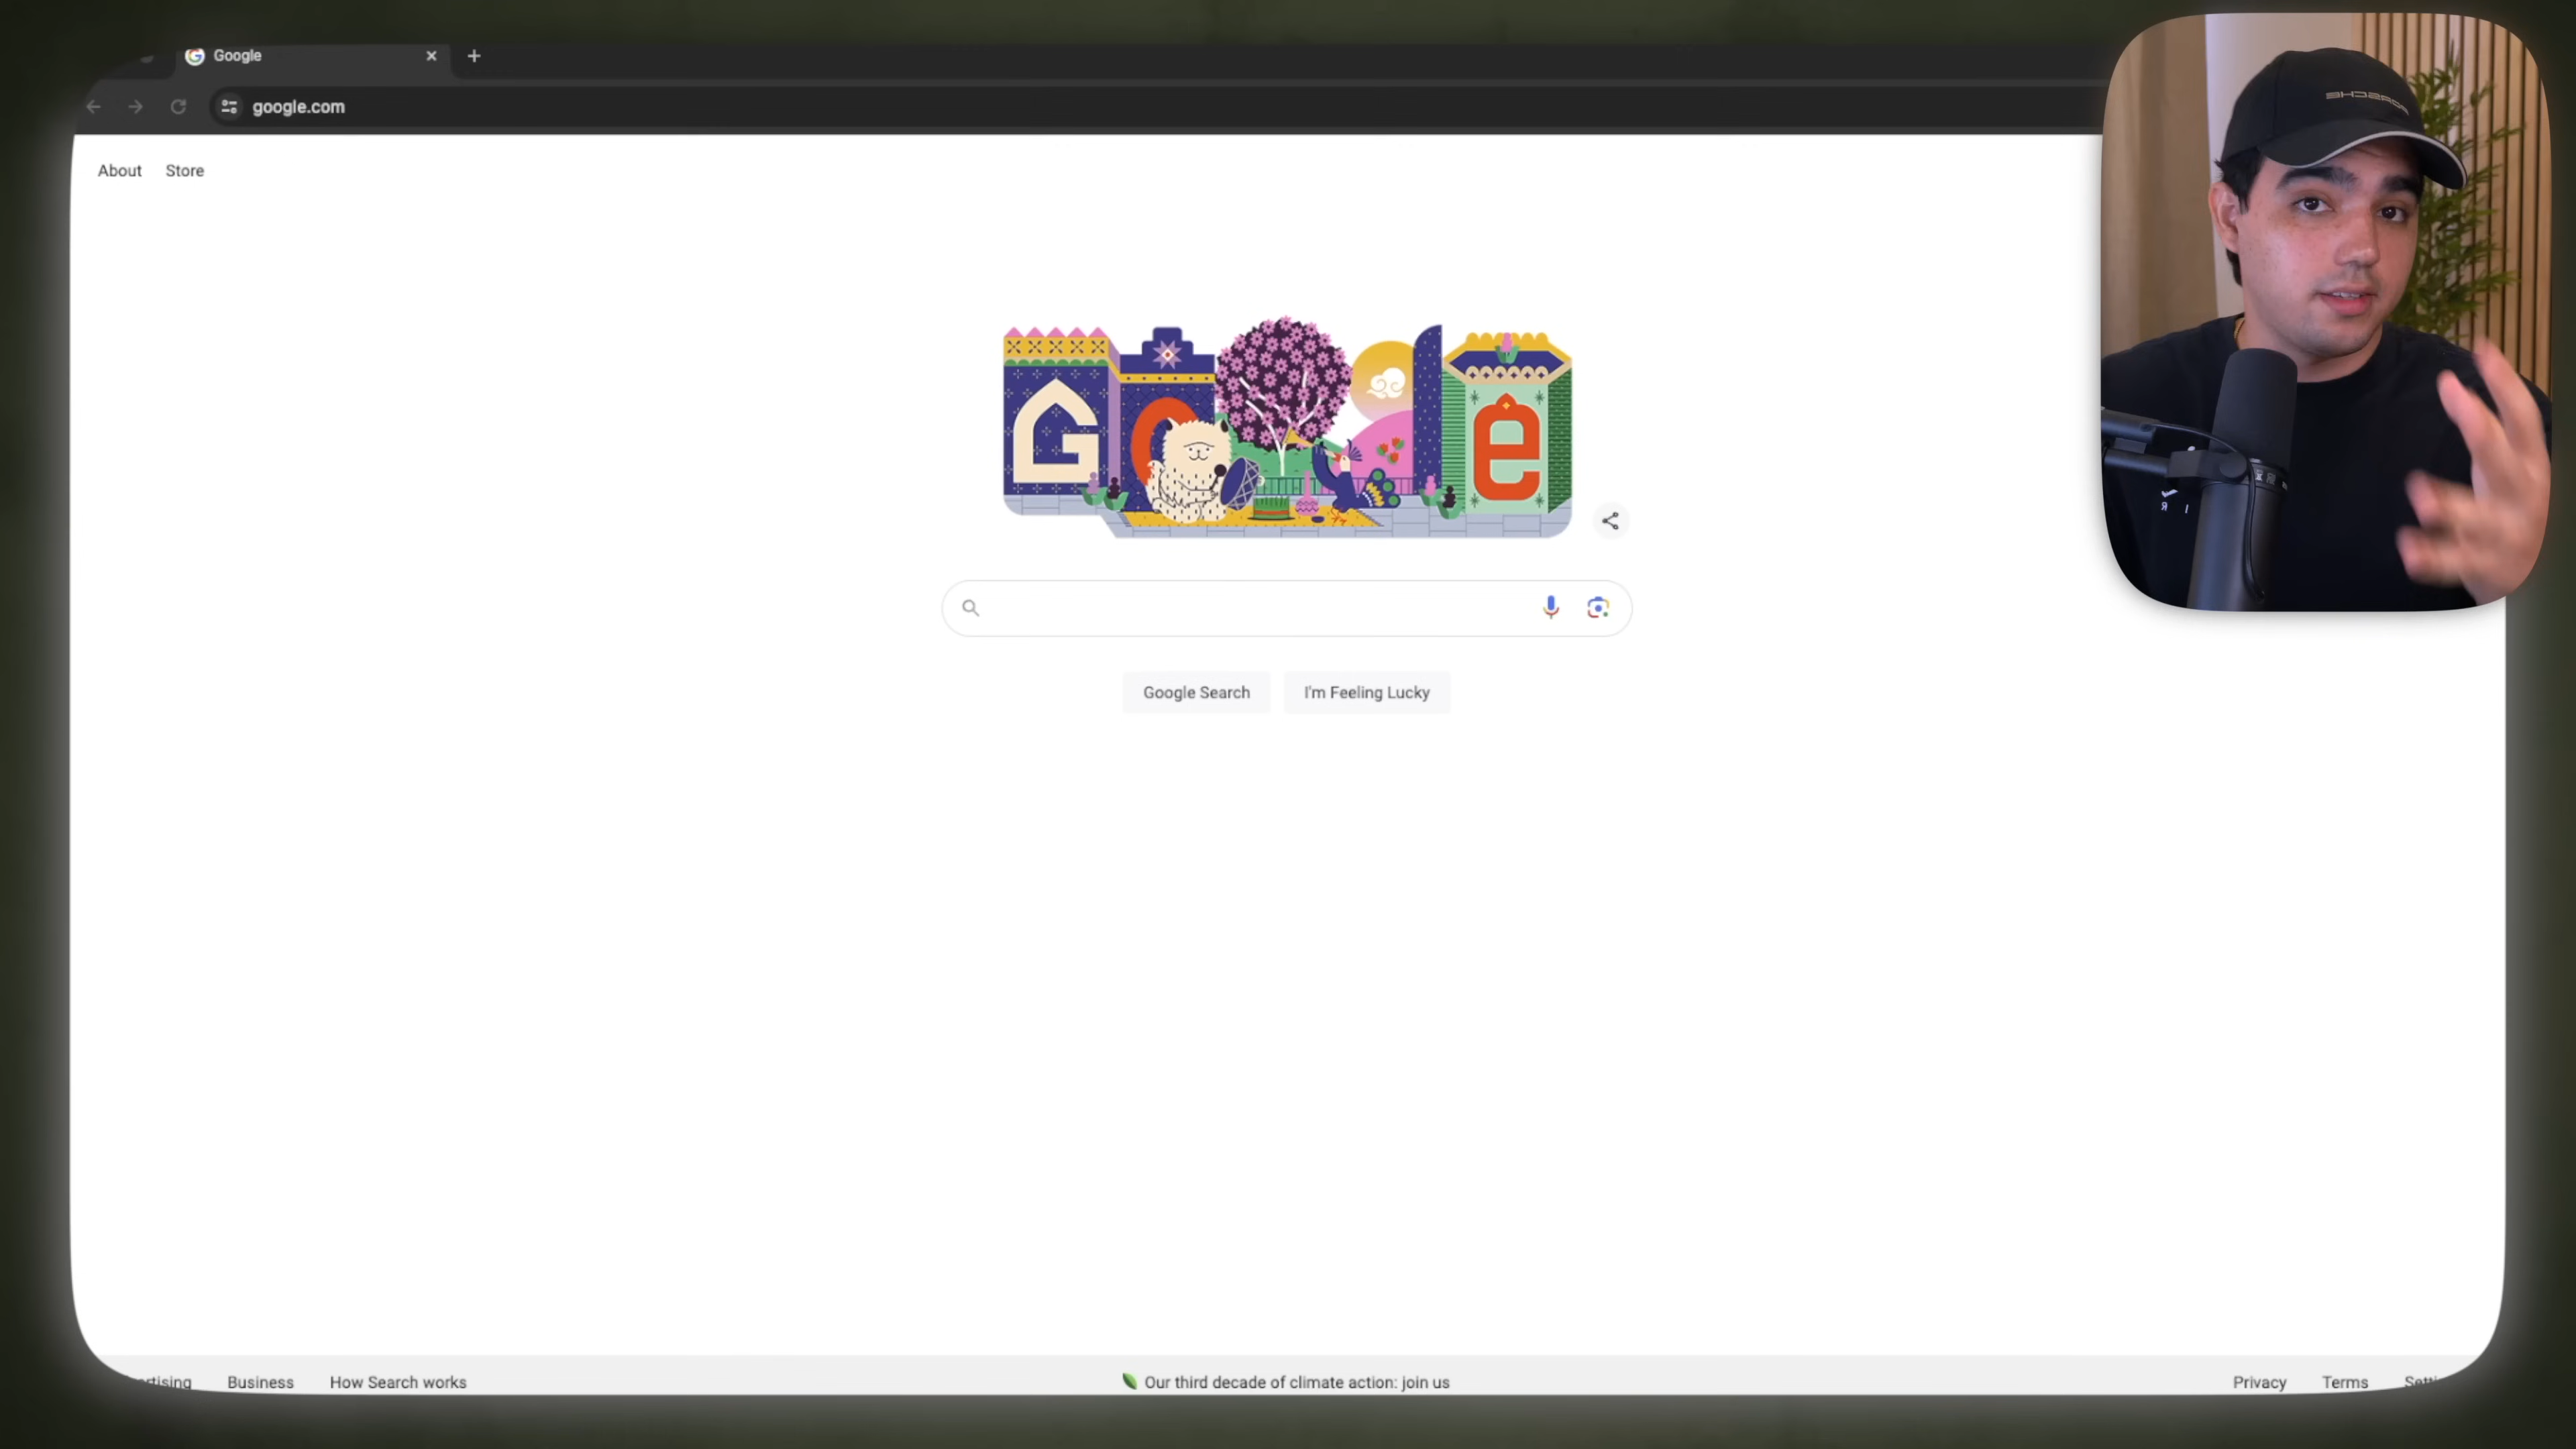 Google
google.com
About Store
G e
Google Search I'm Feeling Lucky
Business How Search works
Our third decade of climate action: join us
Privacy Terms